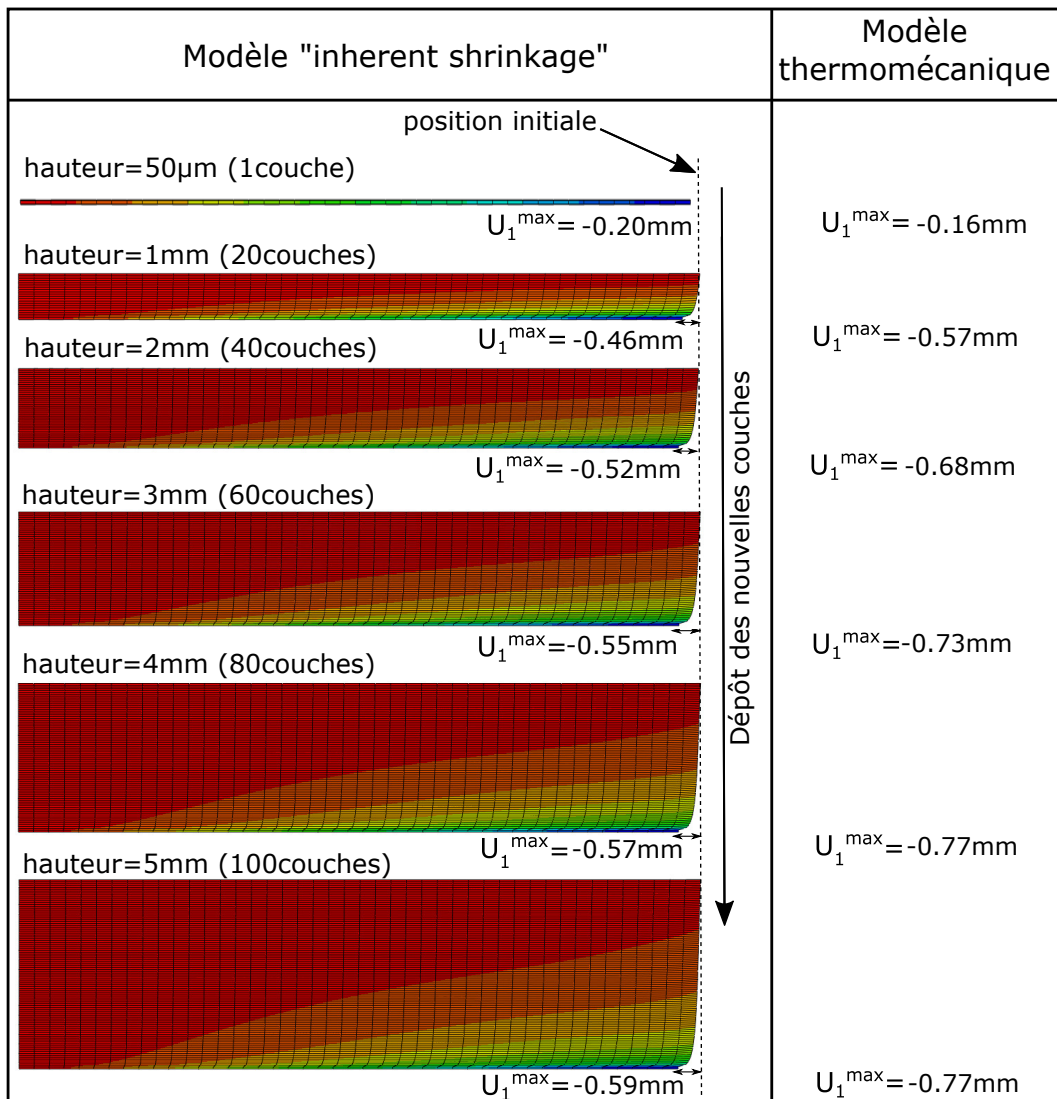 Modèle "inherent shrinkage"
Modèle
thermomécanique
position initiale
hauteur=50µm (1couche)
U₁ᵐᵃˣ= -0.20mm
U₁ᵐᵃˣ= -0.16mm
hauteur=1mm (20couches)
U₁ᵐᵃˣ= -0.46mm
U₁ᵐᵃˣ= -0.57mm
hauteur=2mm (40couches)
U₁ᵐᵃˣ= -0.52mm
U₁ᵐᵃˣ= -0.68mm
hauteur=3mm (60couches)
U₁ᵐᵃˣ=-0.55mm
U₁ᵐᵃˣ= -0.73mm
hauteur=4mm (80couches)
U₁ᵐᵃˣ=-0.57mm
U₁ᵐᵃˣ= -0.77mm
hauteur=5mm (100couches)
U₁ᵐᵃˣ=-0.59mm
U₁ᵐᵃˣ= -0.77mm
Dépôt des nouvelles couches